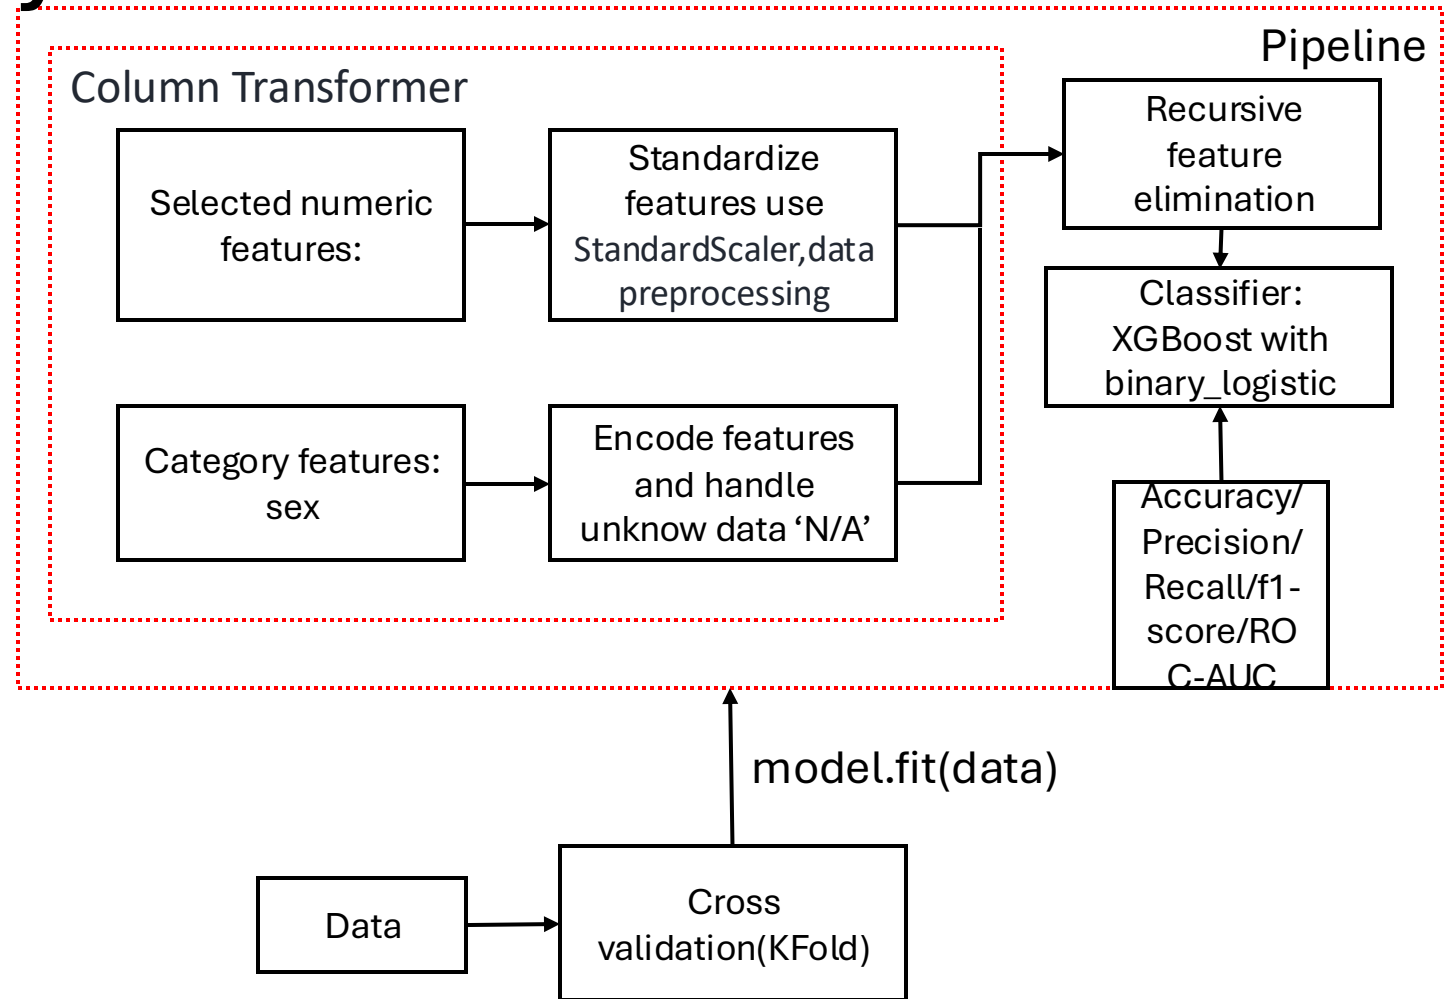 Pipeline
Column Transformer
Selected numeric
features:
Standardize
features use
StandardScaler,data
preprocessing
Recursive
feature
elimination
Classifier:
XGBoost with
binary_logistic
Category features:
sex
Encode features
and handle
unknow data ‘N/A’
Accuracy/
Precision/
Recall/f1-
score/RO
C-AUC
model.fit(data)
Data
Cross
validation(KFold)